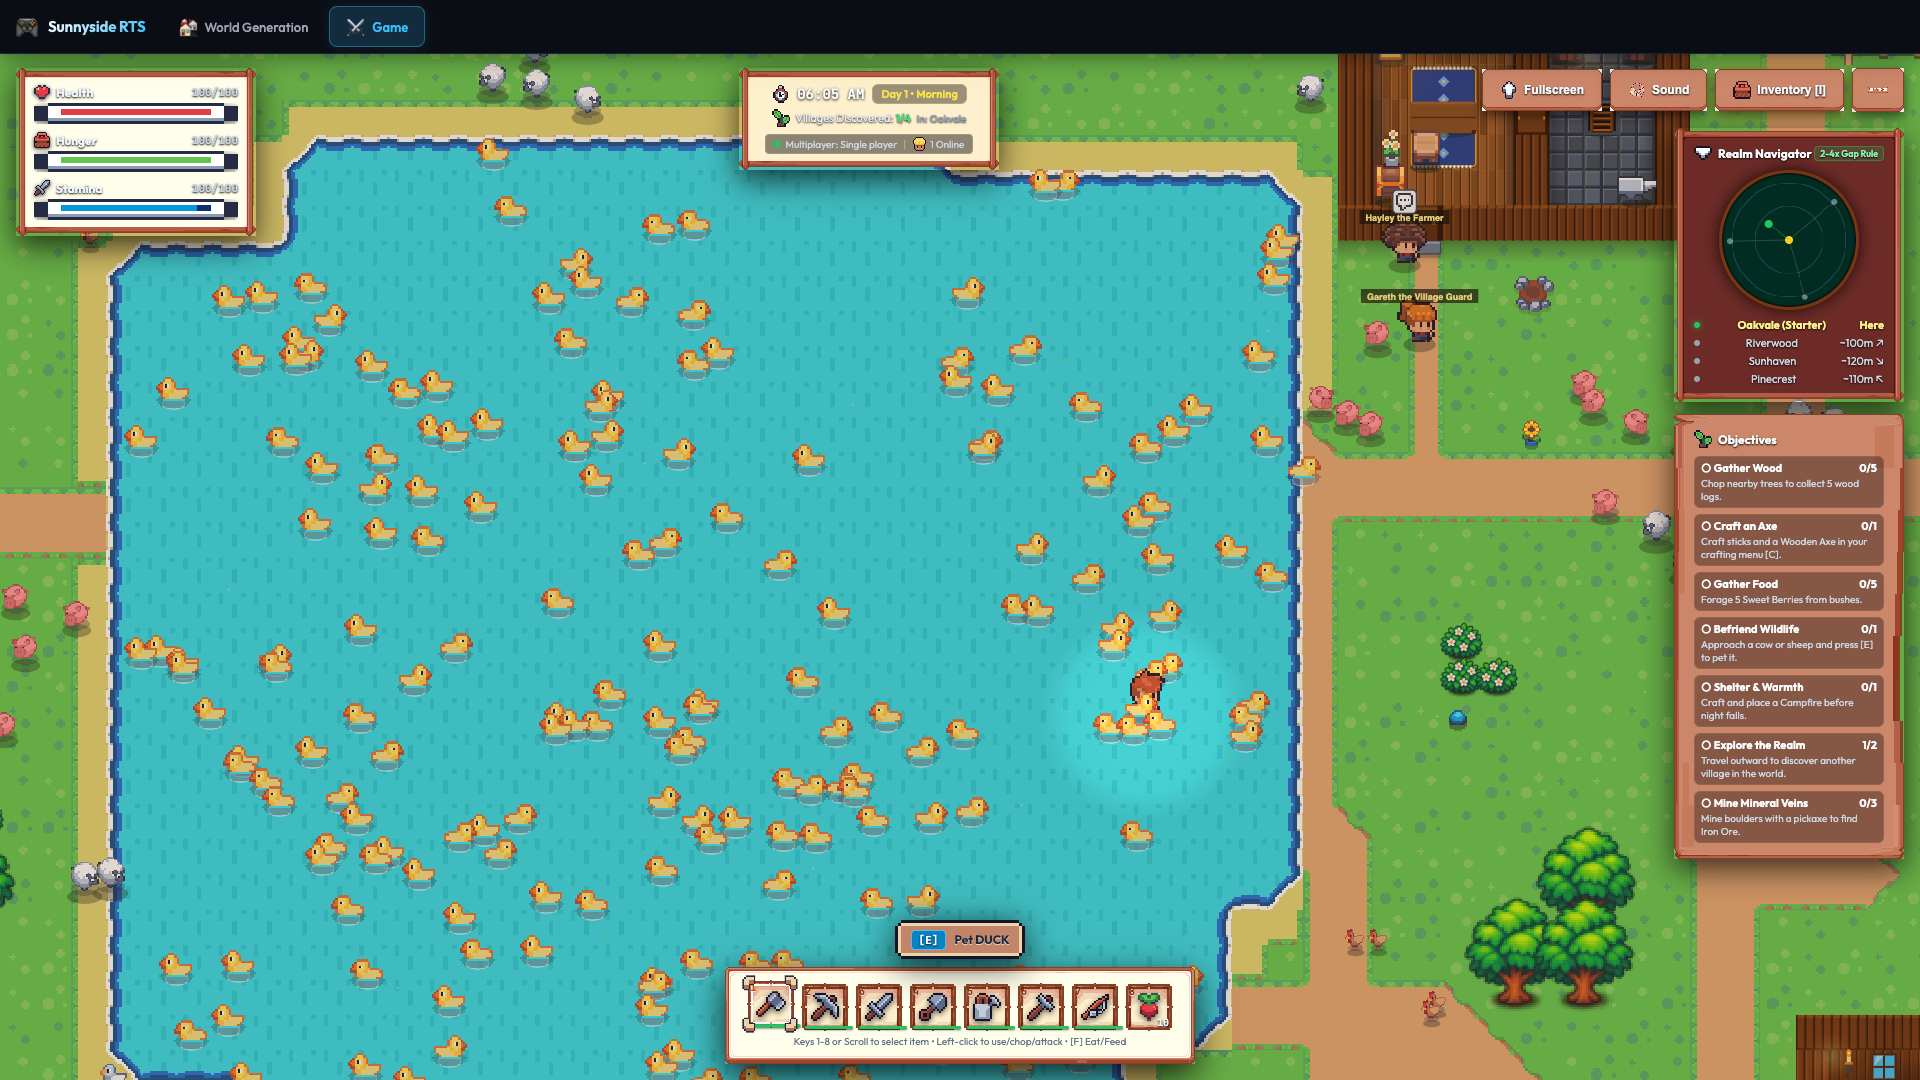 Sunnyside RTS
World Generation
Game
Health 100/100
Hunger 100/100
Stamina 100/100
06:05 AM Day 1 • Morning
Villages Discovered: 1/4 In: Oakvale
Multiplayer: Single player | 1 Online
Fullscreen
Sound
Inventory [I]
Realm Navigator 2-4x Gap Rule
Oakvale (Starter) Here
Riverwood ~100m ↗
Sunhaven ~120m ↘
Pinecrest ~110m ↖
Hayley the Farmer
Gareth the Village Guard
Objectives
Gather Wood 0/5
Chop nearby trees to collect 5 wood
logs.
Craft an Axe 0/1
Craft sticks and a Wooden Axe in your
crafting menu [C].
Gather Food 0/5
Forage 5 Sweet Berries from bushes.
Befriend Wildlife 0/1
Approach a cow or sheep and press [E]
to pet it.
Shelter & Warmth 0/1
Craft and place a Campfire before
night falls.
Explore the Realm 1/2
Travel outward to discover another
village in the world.
Mine Mineral Veins 0/3
Mine boulders with a pickaxe to find
Iron Ore.
[E] Pet DUCK
10
Keys 1-8 or Scroll to select item • Left-click to use/chop/attack • [F] Eat/Feed